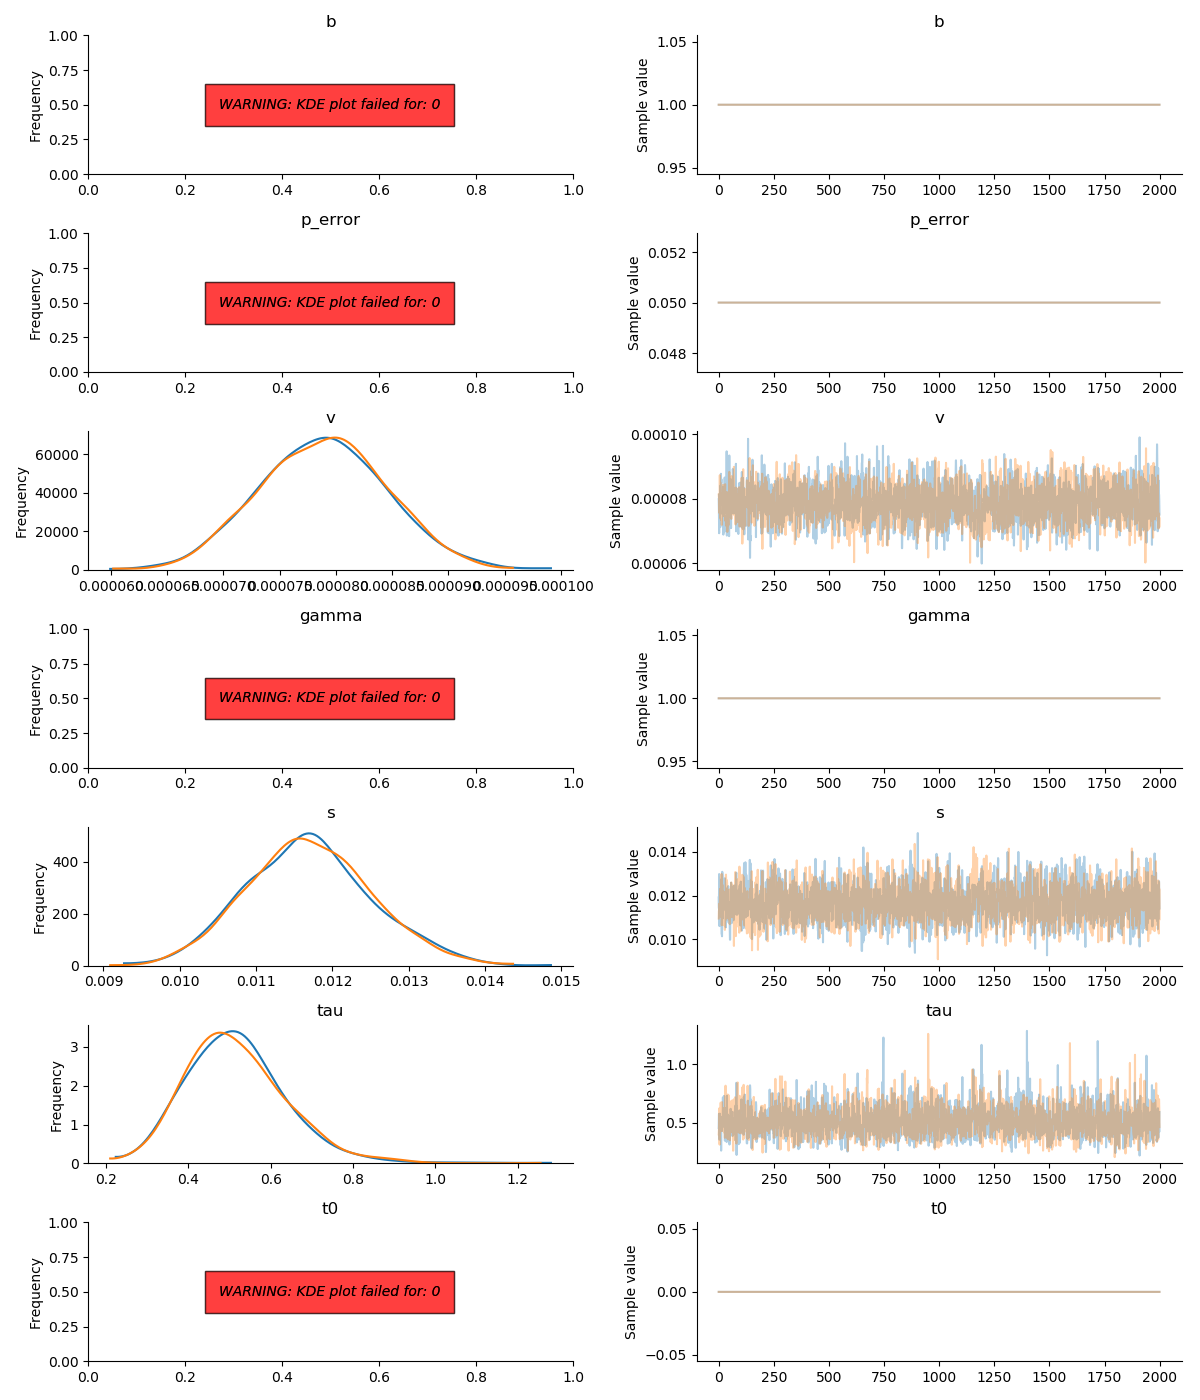 b
1.00
0.75
0.50
0.25
0.00
Frequency
WARNING: KDE plot failed for: 0
0.0 0.2 0.4 0.6 0.8 1.0
b
1.05
1.00
0.95
Sample value
0 250 500 750 1000 1250 1500 1750 2000
p_error
1.00
0.75
0.50
0.25
0.00
Frequency
WARNING: KDE plot failed for: 0
0.0 0.2 0.4 0.6 0.8 1.0
p_error
0.052
0.050
0.048
Sample value
0 250 500 750 1000 1250 1500 1750 2000
v
60000
40000
20000
0
Frequency
0.000060 0.000065 0.000070 0.000075 0.000080 0.000085 0.000090 0.000095 0.000100
v
0.00010
0.00008
0.00006
Sample value
0 250 500 750 1000 1250 1500 1750 2000
gamma
1.00
0.75
0.50
0.25
0.00
Frequency
WARNING: KDE plot failed for: 0
0.0 0.2 0.4 0.6 0.8 1.0
gamma
1.05
1.00
0.95
Sample value
0 250 500 750 1000 1250 1500 1750 2000
s
400
200
0
Frequency
0.009 0.010 0.011 0.012 0.013 0.014 0.015
s
0.014
0.012
0.010
Sample value
0 250 500 750 1000 1250 1500 1750 2000
tau
3
2
1
0
Frequency
0.2 0.4 0.6 0.8 1.0 1.2
tau
1.0
0.5
Sample value
0 250 500 750 1000 1250 1500 1750 2000
t0
1.00
0.75
0.50
0.25
0.00
Frequency
WARNING: KDE plot failed for: 0
0.0 0.2 0.4 0.6 0.8 1.0
t0
0.05
0.00
−0.05
Sample value
0 250 500 750 1000 1250 1500 1750 2000